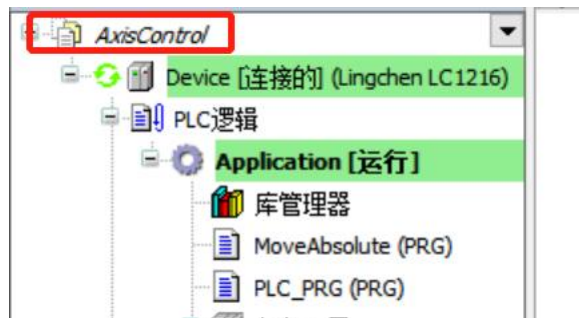 AxisControl
Device [连接的] (Lingchen LC1216)
PLC逻辑
Application [运行]
库管理器
MoveAbsolute (PRG)
PLC_PRG (PRG)